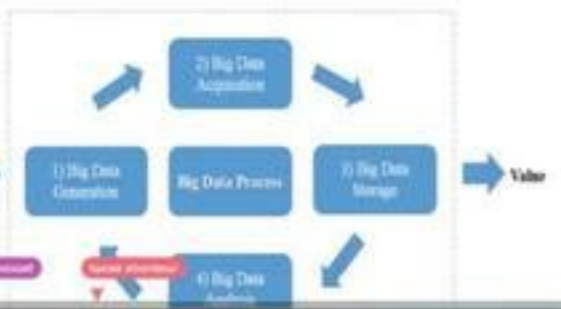 2) Big Data
Acquisition
1) Big Data
Generation
Big Data Process
3) Big Data
Storage
Value
4) Big Data
Analysis